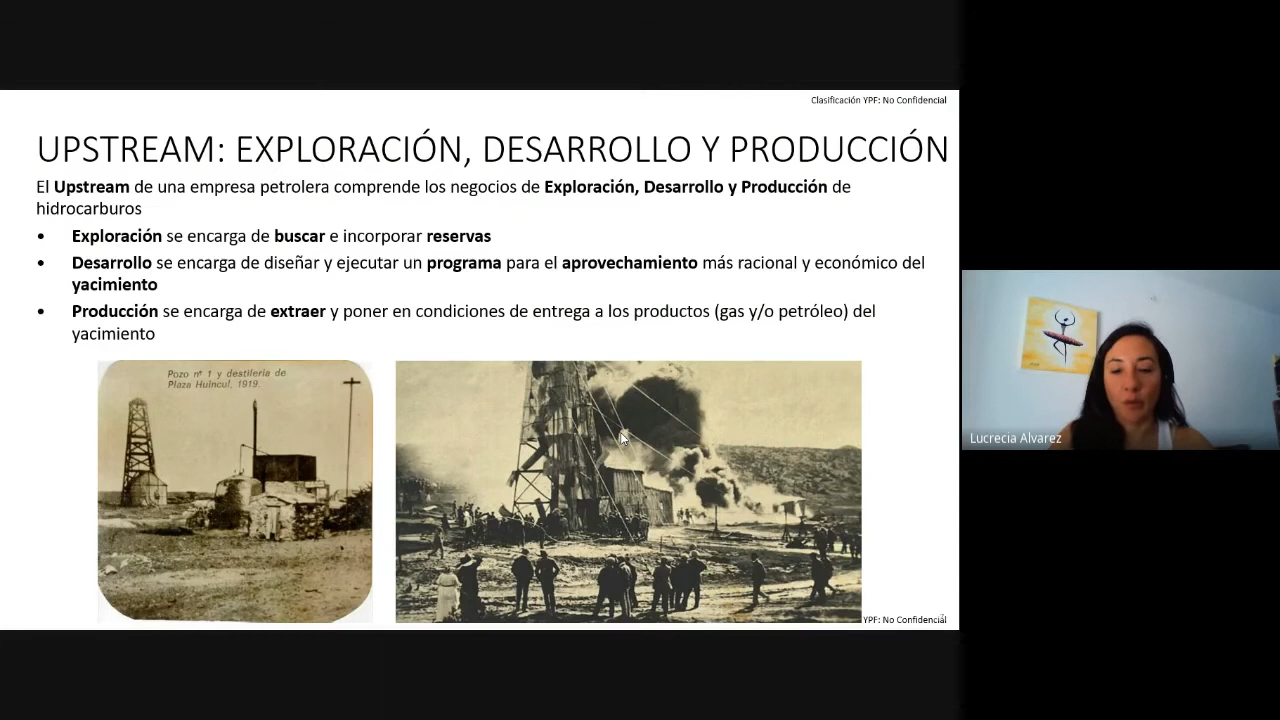 Clasificación YPF: No Confidencial
UPSTREAM: EXPLORACIÓN, DESARROLLO Y PRODUCCIÓN
El Upstream de una empresa petrolera comprende los negocios de Exploración, Desarrollo y Producción de
hidrocarburos
• Exploración se encarga de buscar e incorporar reservas
• Desarrollo se encarga de diseñar y ejecutar un programa para el aprovechamiento más racional y económico del
yacimiento
• Producción se encarga de extraer y poner en condiciones de entrega a los productos (gas y/o petróleo) del
yacimiento
Pozo nº 1 y destilería de
Plaza Huincul, 1919.
YPF: No Confidencial
Lucrecia Alvarez